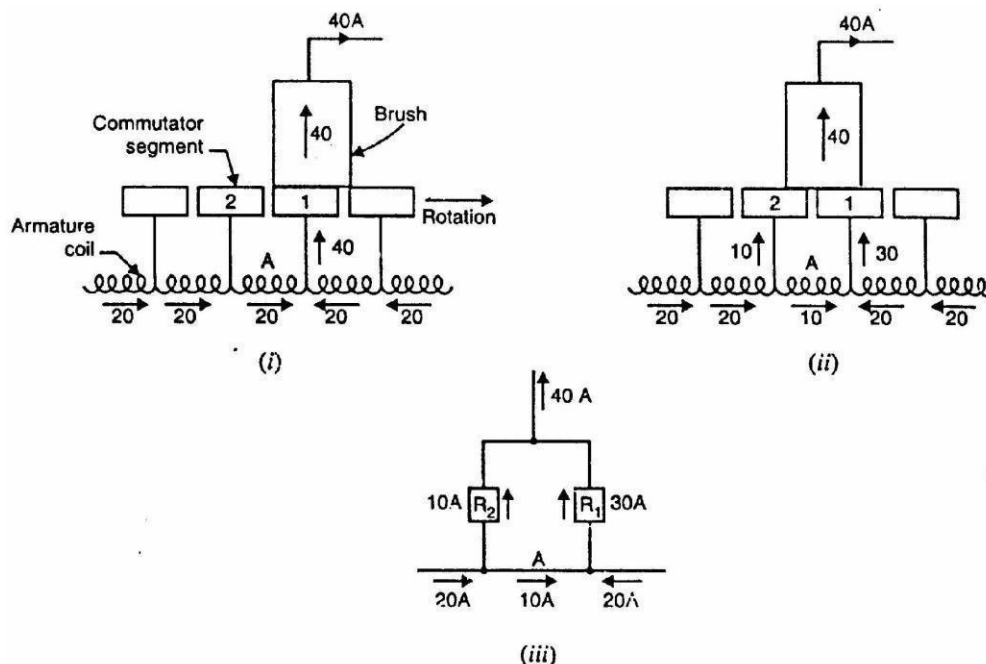 40A
40
Brush
Commutator
segment
2
1
Rotation
Armature
coil
A
40
20 20 20 20 20
(i)
40A
40
2
1
10
A
30
20 20 10 20 20
(ii)
40 A
10A R2 R1 30A
A
20A 10A 20A
(iii)